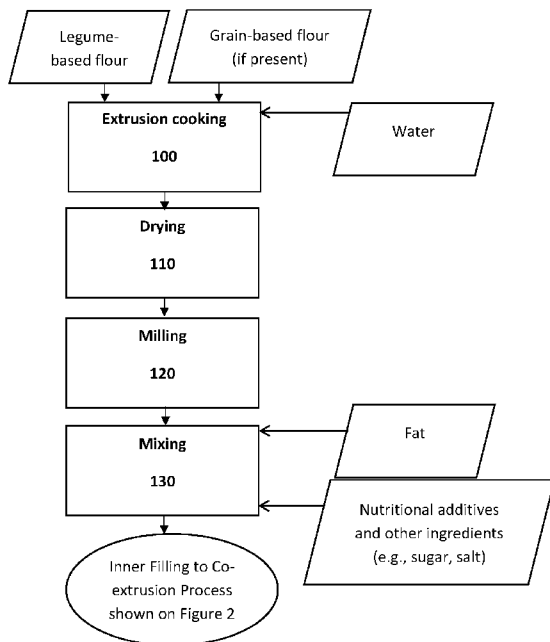 Legume-
based flour
Grain-based flour
(if present)
Extrusion cooking
100
Water
Drying
110
Milling
120
Mixing
130
Fat
Nutritional additives
and other ingredients
(e.g., sugar, salt)
Inner Filling to Co-
extrusion Process
shown on Figure 2